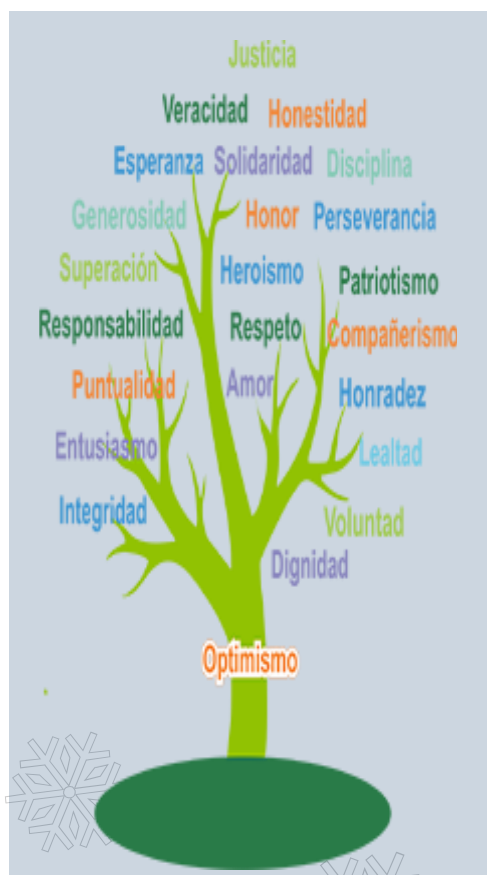 Justicia
Veracidad Honestidad
Esperanza Solidaridad Disciplina
Generosidad Honor Perseverancia
Superación Heroismo Patriotismo
Responsabilidad Respeto Compañerismo
Puntualidad Amor Honradez
Entusiasmo Lealtad
Integridad Voluntad
Dignidad
Optimismo